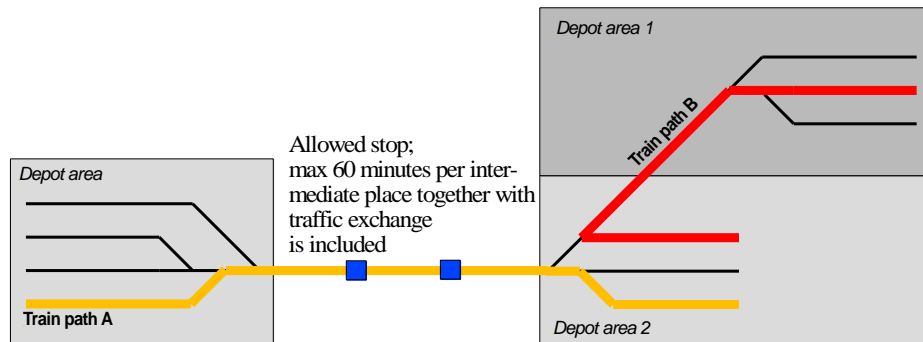 Depot area 1
Train path B
Allowed stop;
max 60 minutes per inter-
mediate place together with
traffic exchange
is included
Depot area
Train path A
Depot area 2